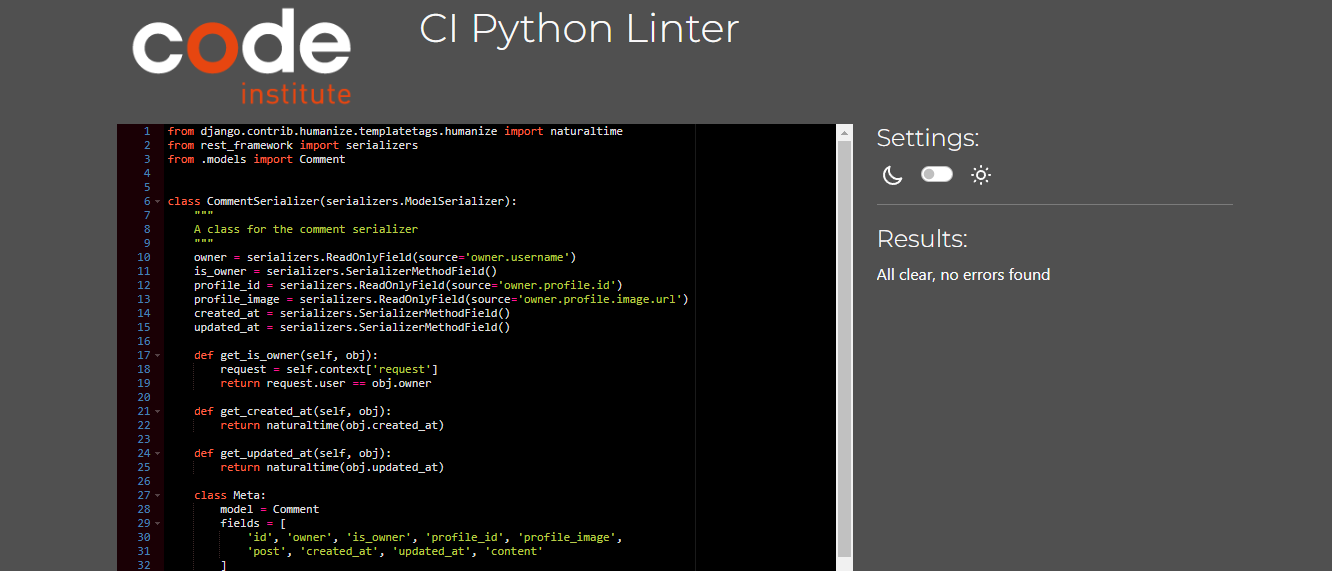 code
institute
CI Python Linter
1 from django.contrib.humanize.templatetags.humanize import naturaltime
2 from rest_framework import serializers
3 from .models import Comment
4
5
6 class CommentSerializer(serializers.ModelSerializer):
7     """
8     A class for the comment serializer
9     """
10     owner = serializers.ReadOnlyField(source='owner.username')
11     is_owner = serializers.SerializerMethodField()
12     profile_id = serializers.ReadOnlyField(source='owner.profile.id')
13     profile_image = serializers.ReadOnlyField(source='owner.profile.image.url')
14     created_at = serializers.SerializerMethodField()
15     updated_at = serializers.SerializerMethodField()
16
17     def get_is_owner(self, obj):
18         request = self.context['request']
19         return request.user == obj.owner
20
21     def get_created_at(self, obj):
22         return naturaltime(obj.created_at)
23
24     def get_updated_at(self, obj):
25         return naturaltime(obj.updated_at)
26
27     class Meta:
28         model = Comment
29         fields = [
30             'id', 'owner', 'is_owner', 'profile_id', 'profile_image',
31             'post', 'created_at', 'updated_at', 'content'
32         ]
Settings:
Results:
All clear, no errors found